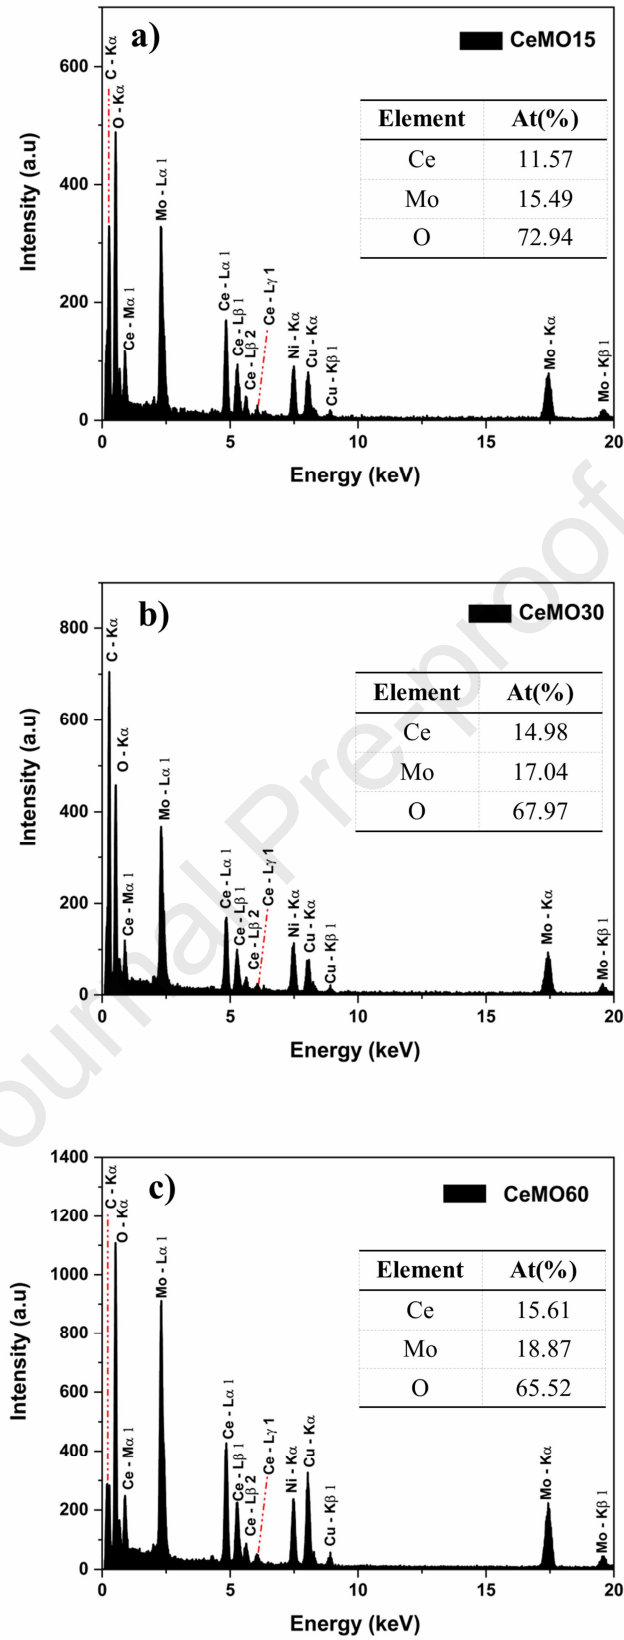 a)
CeMO15
Element At(%)
Ce 11.57
Mo 15.49
O 72.94
C - Kα
O - Kα
Ce - Mα 1
Mo - Lα 1
Ce - Lα 1
Ce - Lβ 1
Ce - Lβ 2
Ce - Lγ 1
Ni - Kα
Cu - Kα
Cu - Kβ 1
Mo - Kα
Mo - Kβ 1
Intensity (a.u)
600
400
200
0
0 5 10 15 20
Energy (keV)
b)
CeMO30
Element At(%)
Ce 14.98
Mo 17.04
O 67.97
C - Kα
O - Kα
Ce - Mα 1
Mo - Lα 1
Ce - Lα 1
Ce - Lβ 1
Ce - Lβ 2
Ce - Lγ 1
Ni - Kα
Cu - Kα
Cu - Kβ 1
Mo - Kα
Mo - Kβ 1
Intensity (a.u)
800
600
400
200
0
0 5 10 15 20
Energy (keV)
c)
CeMO60
Element At(%)
Ce 15.61
Mo 18.87
O 65.52
C - Kα
O - Kα
Ce - Mα 1
Mo - Lα 1
Ce - Lα 1
Ce - Lβ 1
Ce - Lβ 2
Ce - Lγ 1
Ni - Kα
Cu - Kα
Cu - Kβ 1
Mo - Kα
Mo - Kβ 1
Intensity (a.u)
1400
1200
1000
800
600
400
200
0
0 5 10 15 20
Energy (keV)
ournal Pre-proof